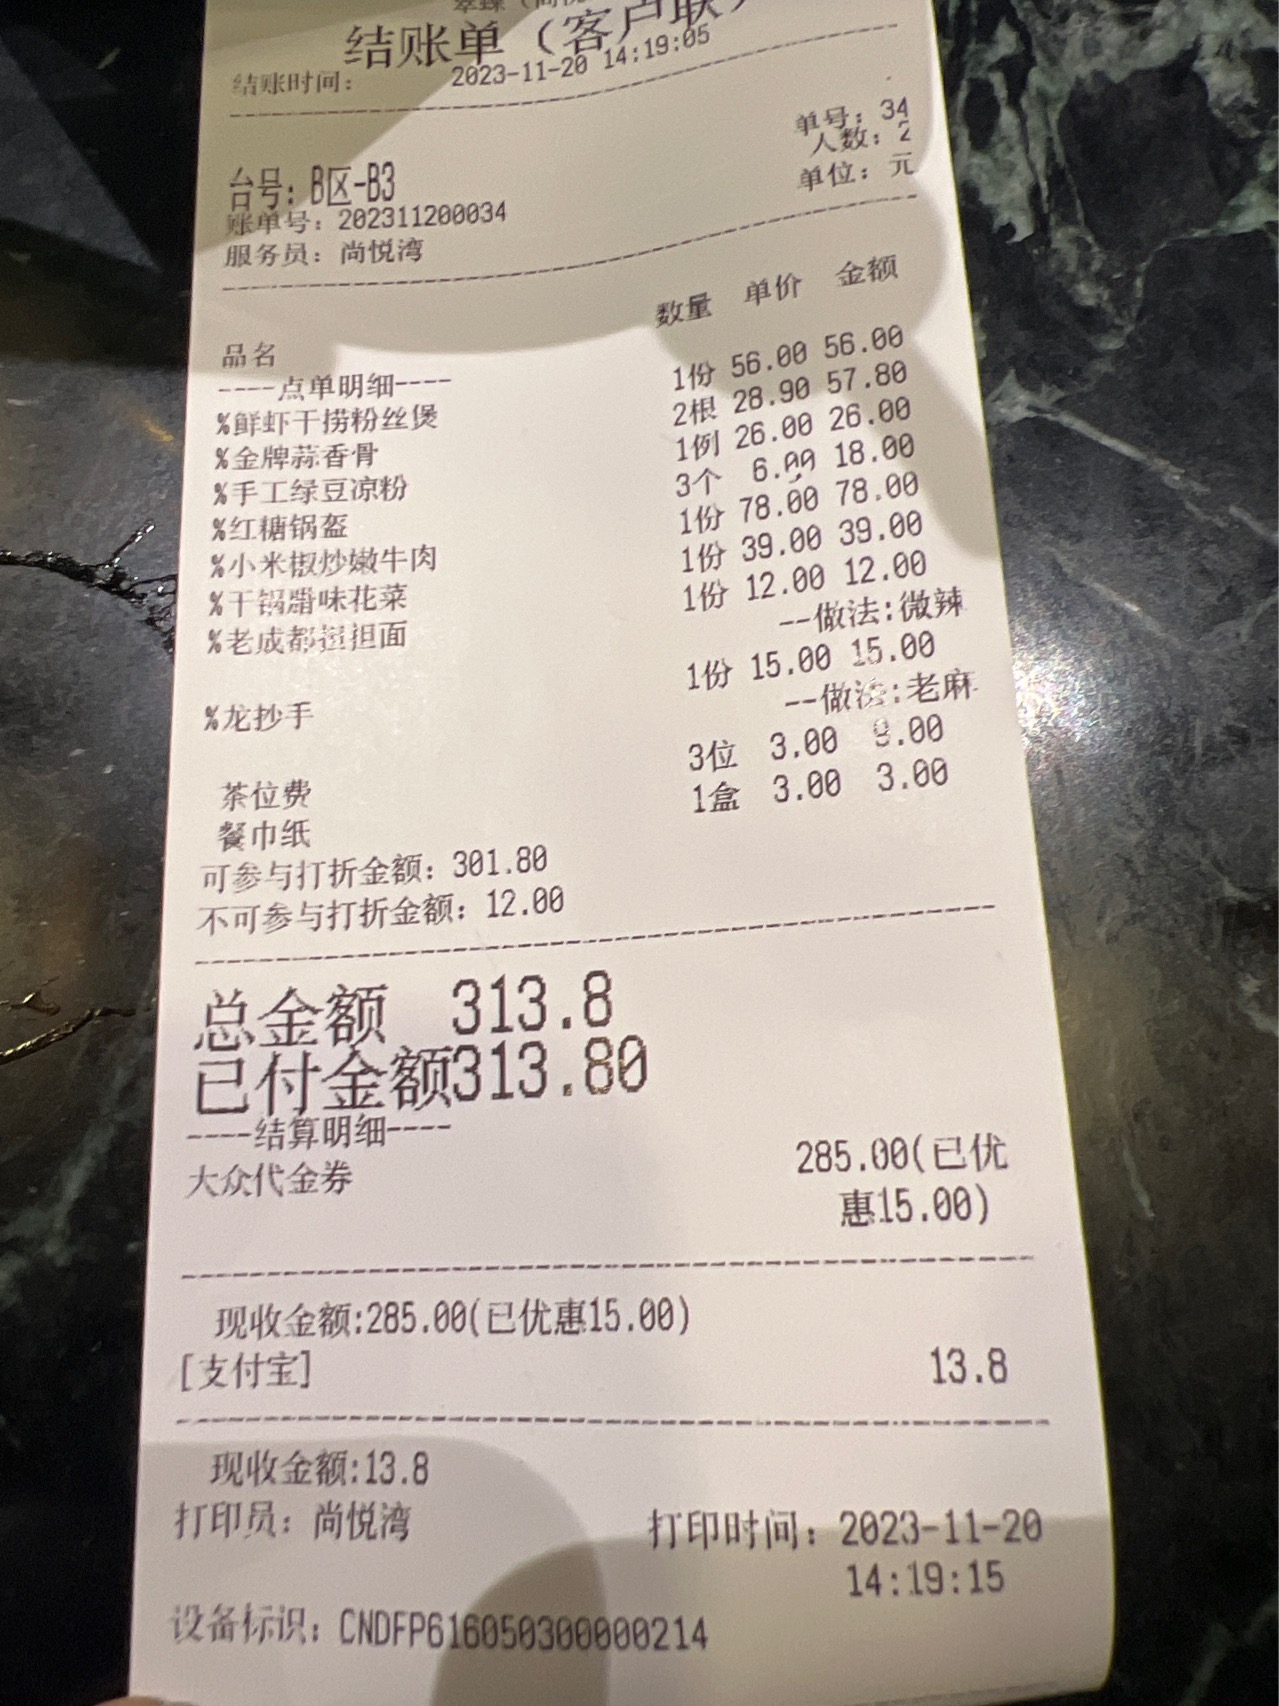 结账单（客户联）
结账时间： 2023-11-20 14:19:05
单号：34
台号：B区-B3 人数：2
账单号：202311200034 单位：元
服务员：尚悦湾
品名 数量 单价 金额
----点单明细----
%鲜虾干捞粉丝煲 1份 56.00 56.00
%金牌蒜香骨 2根 28.90 57.80
%手工绿豆凉粉 1例 26.00 26.00
%红糖锅盔 3个 6.00 18.00
%小米椒炒嫩牛肉 1份 78.00 78.00
%干锅腊味花菜 1份 39.00 39.00
%老成都担担面 1份 12.00 12.00
--做法:微辣
%龙抄手 1份 15.00 15.00
--做法:老麻
茶位费 3位 3.00 9.00
餐巾纸 1盒 3.00 3.00
可参与打折金额：301.80
不可参与打折金额：12.00
总金额 313.8
已付金额313.80
----结算明细----
大众代金券 285.00(已优
惠15.00)
现收金额:285.00(已优惠15.00)
[支付宝] 13.8
现收金额:13.8
打印员：尚悦湾 打印时间：2023-11-20
14:19:15
设备标识：CNDFP616050300000214